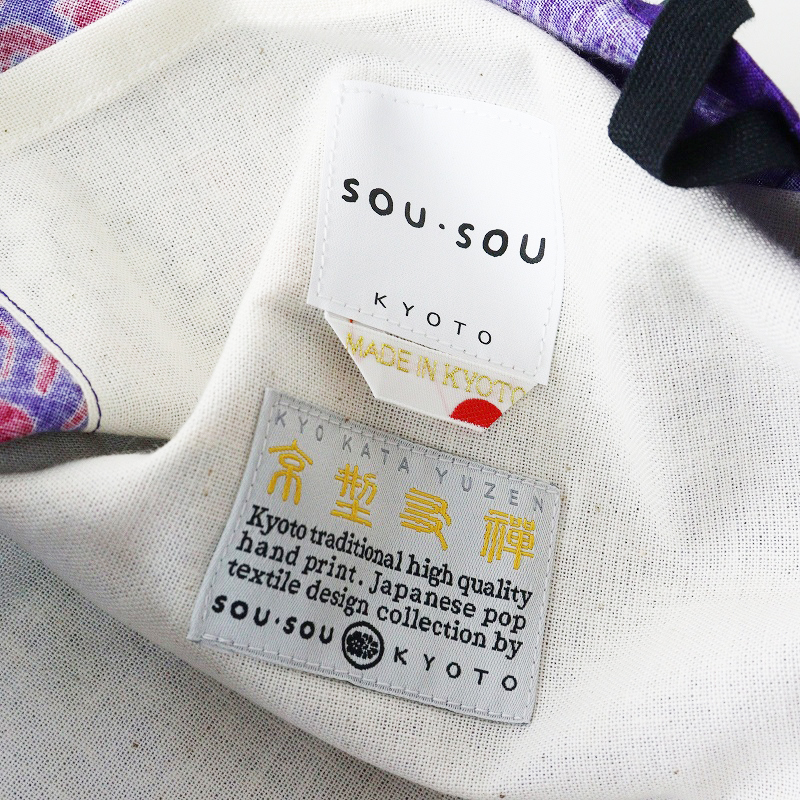 SOU・SOU
KYOTO
MADE IN KYOTO
KYO KATA YUZEN
京型友禅
Kyoto traditional high quality
hand print. Japanese pop
textile design collection by
SOU・SOU KYOTO